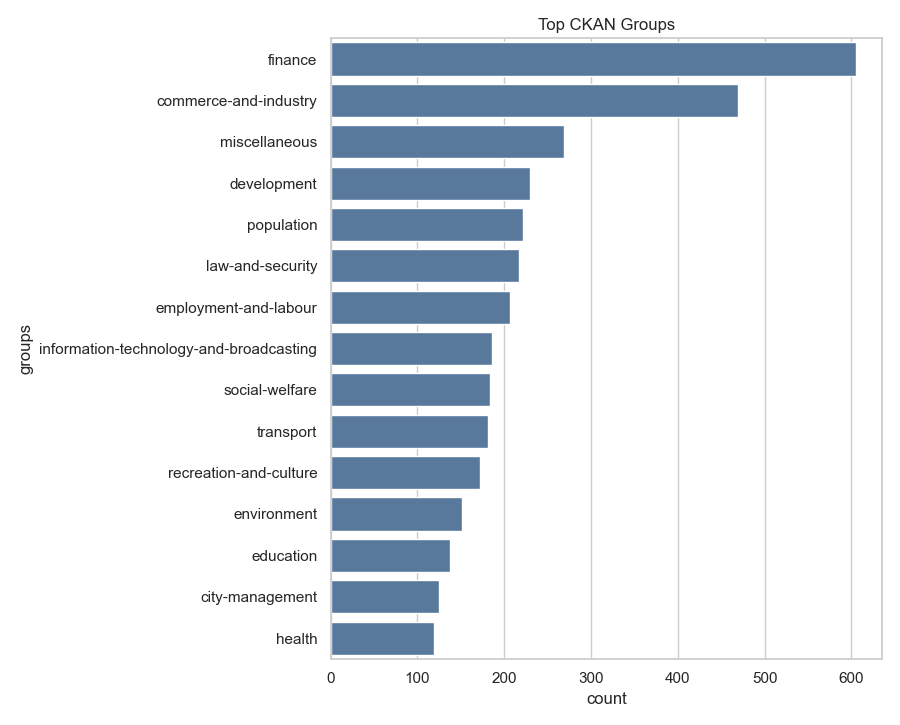 Top CKAN Groups
groups
finance
commerce-and-industry
miscellaneous
development
population
law-and-security
employment-and-labour
information-technology-and-broadcasting
social-welfare
transport
recreation-and-culture
environment
education
city-management
health
0 100 200 300 400 500 600
count